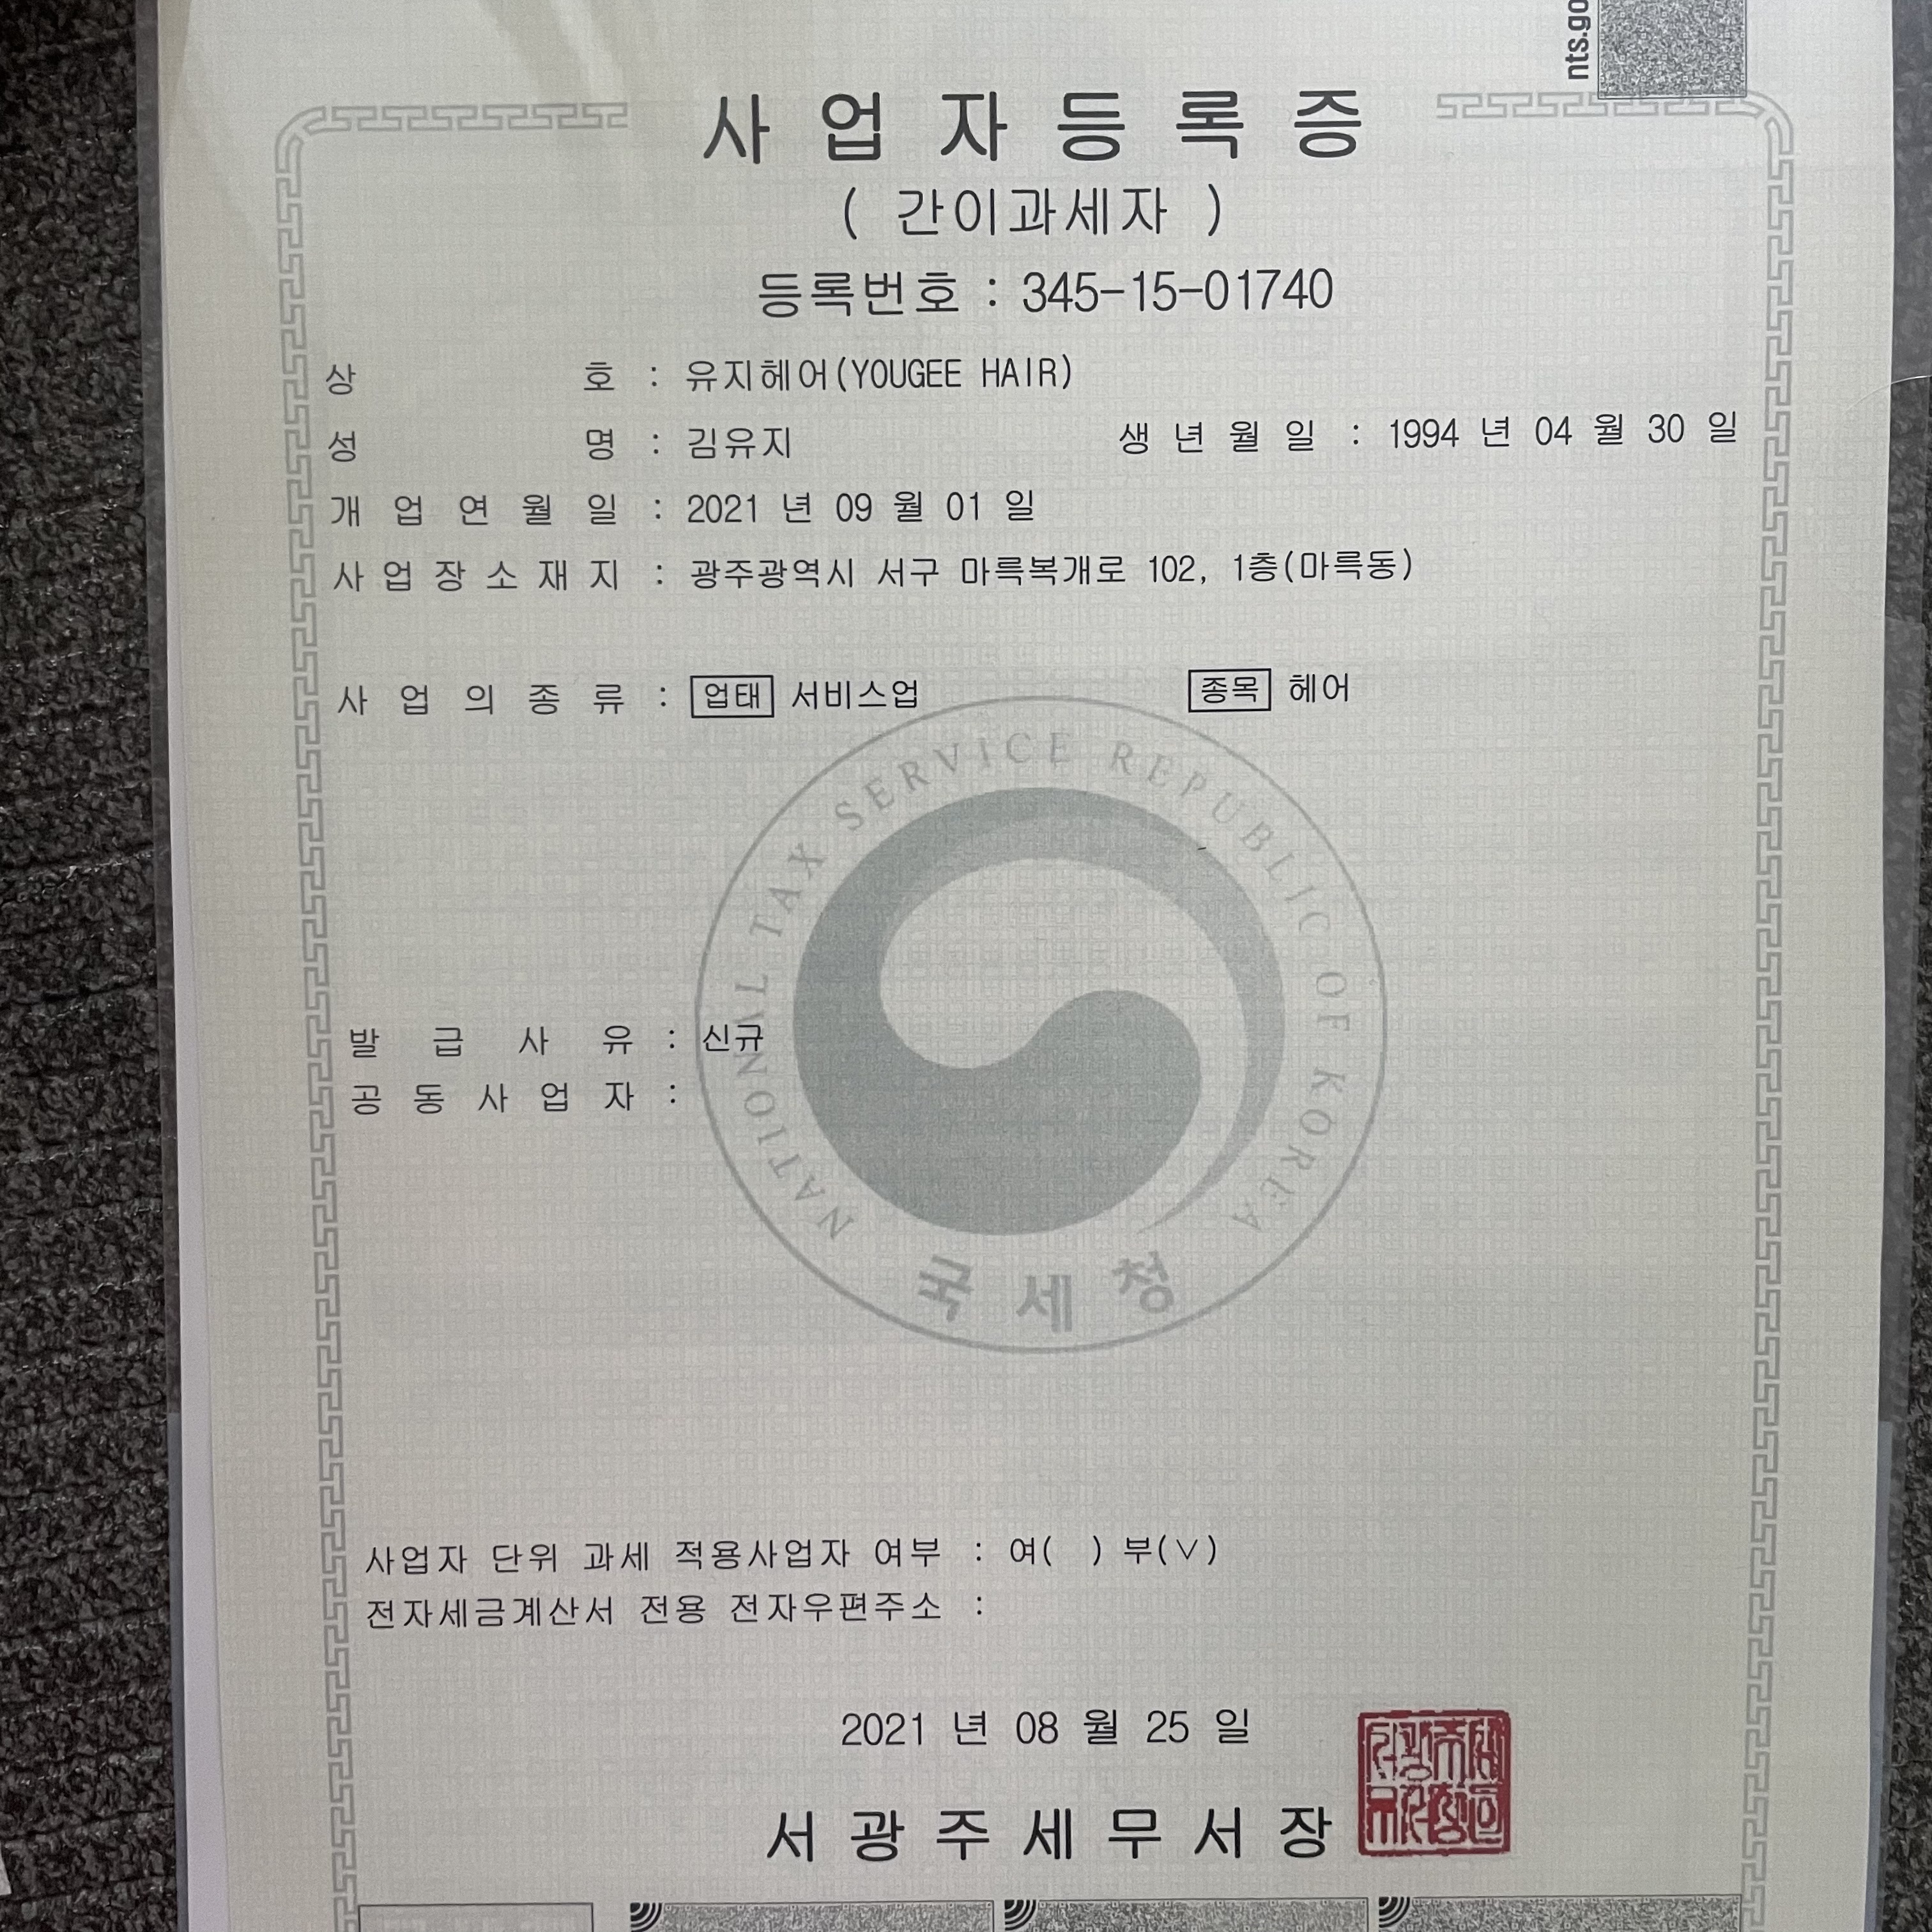 nts.go
사업자등록증
( 간이과세자 )
등록번호 : 345-15-01740
상 호 : 유지헤어(YOUGEE HAIR)
성 명 : 김유지 생년월일 : 1994 년 04 월 30 일
개업연월일 : 2021 년 09 월 01 일
사업장소재지 : 광주광역시 서구 마륵복개로 102, 1층(마륵동)
사업의종류 : 업태 서비스업 종목 헤어
NATIONAL TAX SERVICE REPUBLIC OF KOREA
발급사유 : 신규
공동사업자 :
국세청
사업자 단위 과세 적용사업자 여부 : 여( ) 부(∨)
전자세금계산서 전용 전자우편주소 :
2021 년 08 월 25 일
서광주세무서장